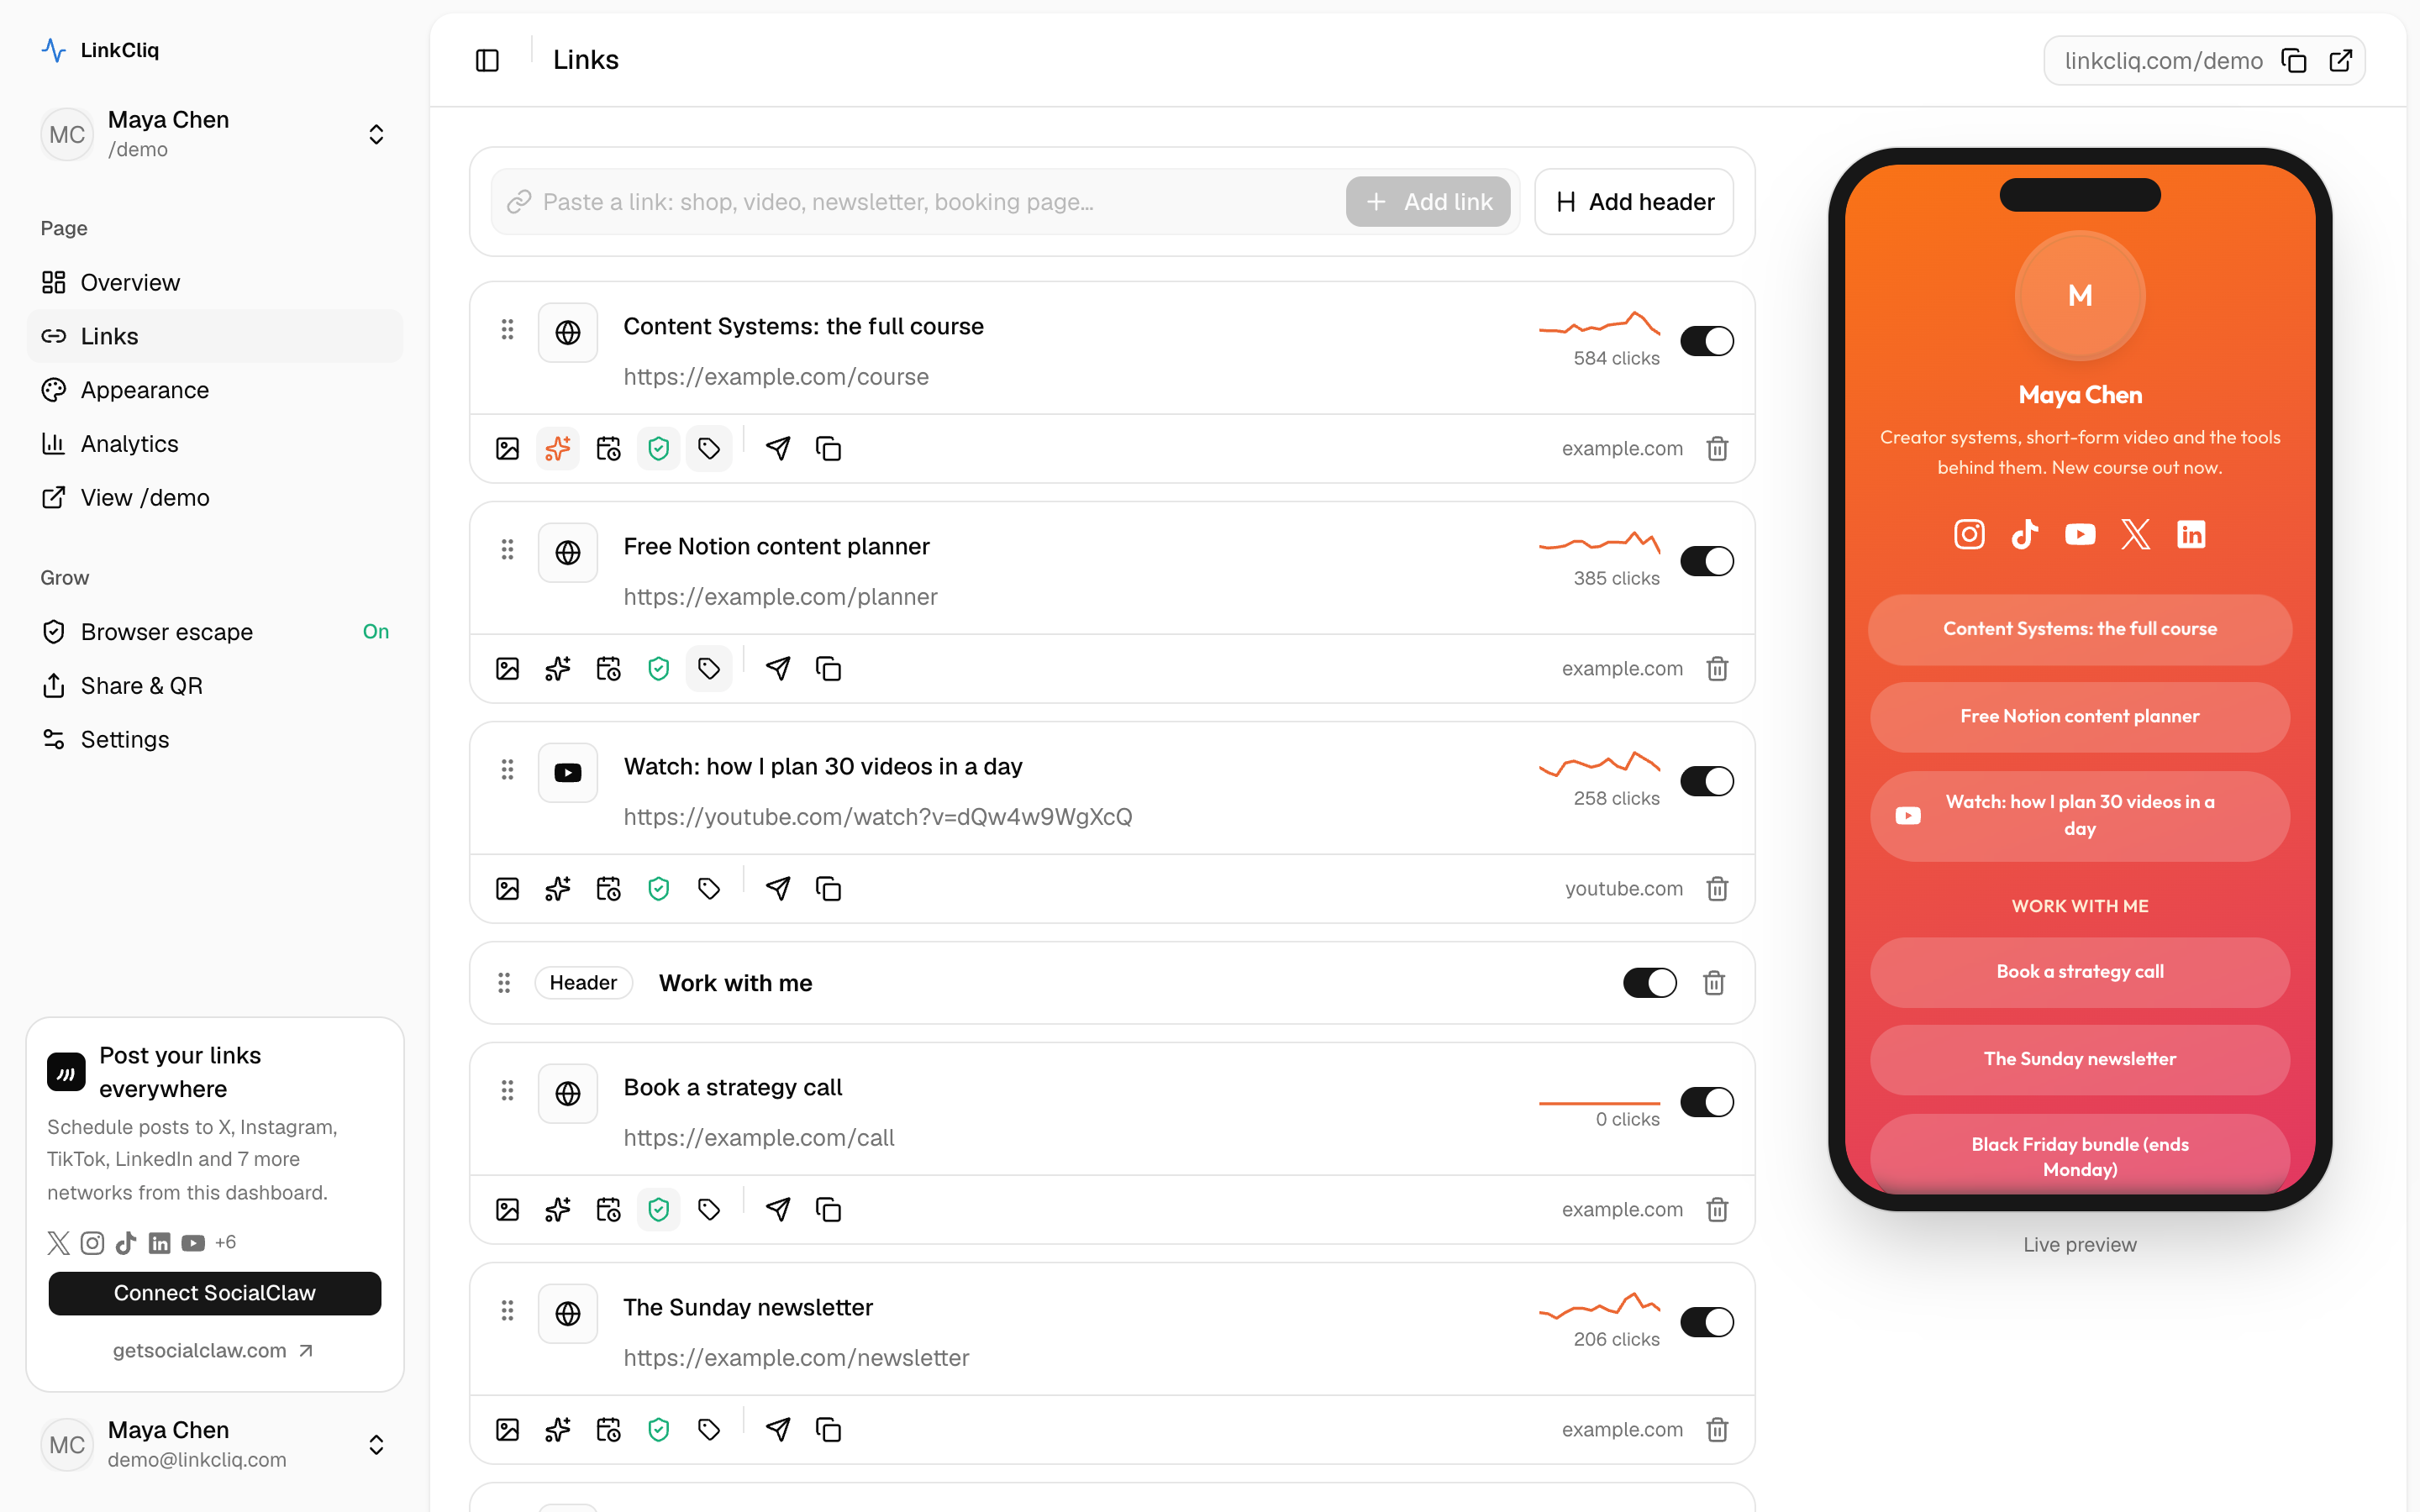 LinkCliq
MC
Maya Chen
/demo
Page
Overview
Links
Appearance
Analytics
View /demo
Grow
Browser escape
On
Share & QR
Settings
Post your links
everywhere
Schedule posts to X, Instagram,
TikTok, LinkedIn and 7 more
networks from this dashboard.
+6
Connect SocialClaw
getsocialclaw.com
MC
Maya Chen
demo@linkcliq.com
Links
linkcliq.com/demo
Paste a link: shop, video, newsletter, booking page...
Add link
Add header
Content Systems: the full course
https://example.com/course
584 clicks
example.com
Free Notion content planner
https://example.com/planner
385 clicks
example.com
Watch: how I plan 30 videos in a day
https://youtube.com/watch?v=dQw4w9WgXcQ
258 clicks
youtube.com
Header
Work with me
Book a strategy call
https://example.com/call
0 clicks
example.com
The Sunday newsletter
https://example.com/newsletter
206 clicks
example.com
M
Maya Chen
Creator systems, short-form video and the tools
behind them. New course out now.
Content Systems: the full course
Free Notion content planner
Watch: how I plan 30 videos in a
day
WORK WITH ME
Book a strategy call
The Sunday newsletter
Black Friday bundle (ends
Monday)
Live preview